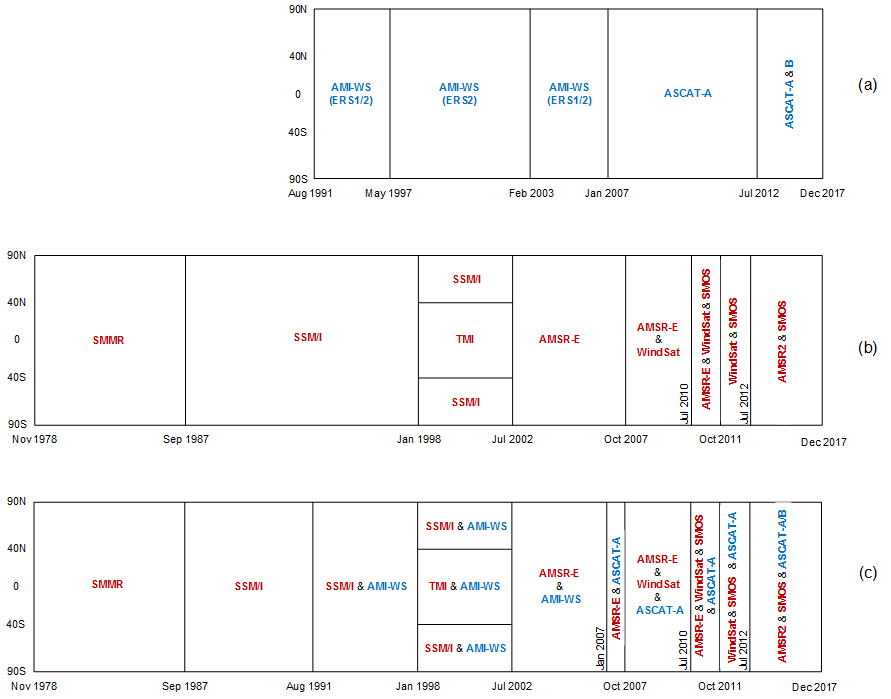 90N
40N
0
40S
90S
AMI-WS
(ERS1/2)
AMI-WS
(ERS2)
AMI-WS
(ERS1/2)
ASCAT-A
ASCAT-A & B
(a)
Aug 1991
May 1997
Feb 2003
Jan 2007
Jul 2012
Dec 2017
90N
40N
0
40S
90S
SMMR
SSM/I
SSM/I
TMI
SSM/I
AMSR-E
AMSR-E
&
WindSat
Jul 2010
AMSR-E & WindSat & SMOS
WindSat & SMOS
Jul 2012
AMSR2 & SMOS
(b)
Nov 1978
Sep 1987
Jan 1998
Jul 2002
Oct 2007
Oct 2011
Dec 2017
90N
40N
0
40S
90S
SMMR
SSM/I
SSM/I & AMI-WS
SSM/I & AMI-WS
TMI & AMI-WS
SSM/I & AMI-WS
AMSR-E
&
AMI-WS
Jan 2007
AMSR-E & ASCAT-A
AMSR-E
&
WindSat
&
ASCAT-A
Jul 2010
AMSR-E & WindSat & SMOS
& ASCAT-A
WindSat & SMOS & ASCAT-A
Jul 2012
AMSR2 & SMOS & ASCAT-A/B
(c)
Nov 1978
Sep 1987
Aug 1991
Jan 1998
Jul 2002
Oct 2007
Oct 2011
Dec 2017